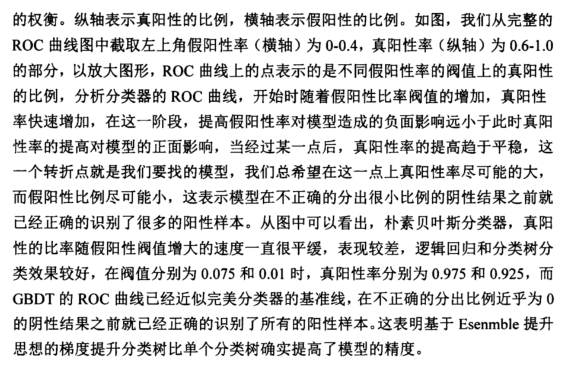 的权衡。纵轴表示真阳性的比例，横轴表示假阳性的比例。如图，我们从完整的
ROC 曲线图中截取左上角假阳性率（横轴）为 0-0.4，真阳性率（纵轴）为 0.6-1.0
的部分，以放大图形，ROC 曲线上的点表示的是不同假阳性率的阀值上的真阳性
的比例，分析分类器的 ROC 曲线，开始时随着假阳性比率阀值的增加，真阳性
率快速增加，在这一阶段，提高假阳性率对模型造成的负面影响远小于此时真阳
性率的提高对模型的正面影响，当经过某一点后，真阳性率的提高趋于平稳，这
一个转折点就是我们要找的模型，我们总希望在这一点上真阳性率尽可能的大，
而假阳性比例尽可能小，这表示模型在不正确的分出很小比例的阴性结果之前就
已经正确的识别了很多的阳性样本。从图中可以看出，朴素贝叶斯分类器，真阳
性的比率随假阳性阀值增大的速度一直很平缓，表现较差，逻辑回归和分类树分
类效果较好，在阀值分别为 0.075 和 0.01 时，真阳性率分别为 0.975 和 0.925，而
GBDT 的 ROC 曲线已经近似完美分类器的基准线，在不正确的分出比例近乎为 0
的阴性结果之前就已经正确的识别了所有的阳性样本。这表明基于 Esenmble 提升
思想的梯度提升分类树比单个分类树确实提高了模型的精度。